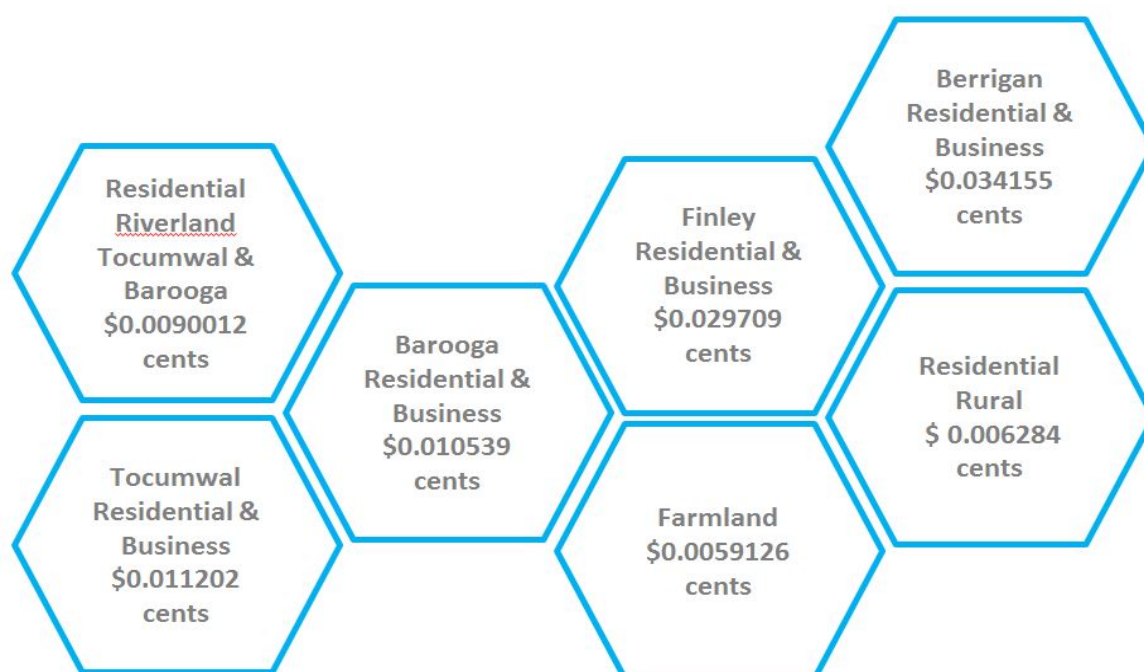 Residential
Riverland
Tocumwal &
Barooga
$0.0090012
cents
Tocumwal
Residential &
Business
$0.011202
cents
Barooga
Residential &
Business
$0.010539
cents
Finley
Residential &
Business
$0.029709
cents
Farmland
$0.0059126
cents
Berrigan
Residential &
Business
$0.034155
cents
Residential
Rural
$ 0.006284
cents